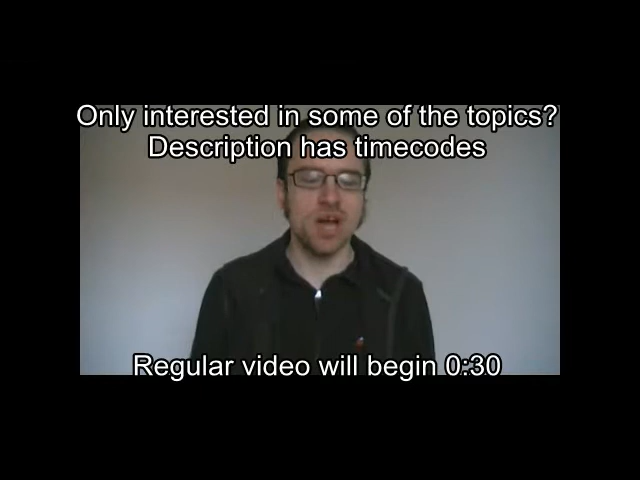 Only interested in some of the topics?
Description has timecodes
Regular video will begin 0:30